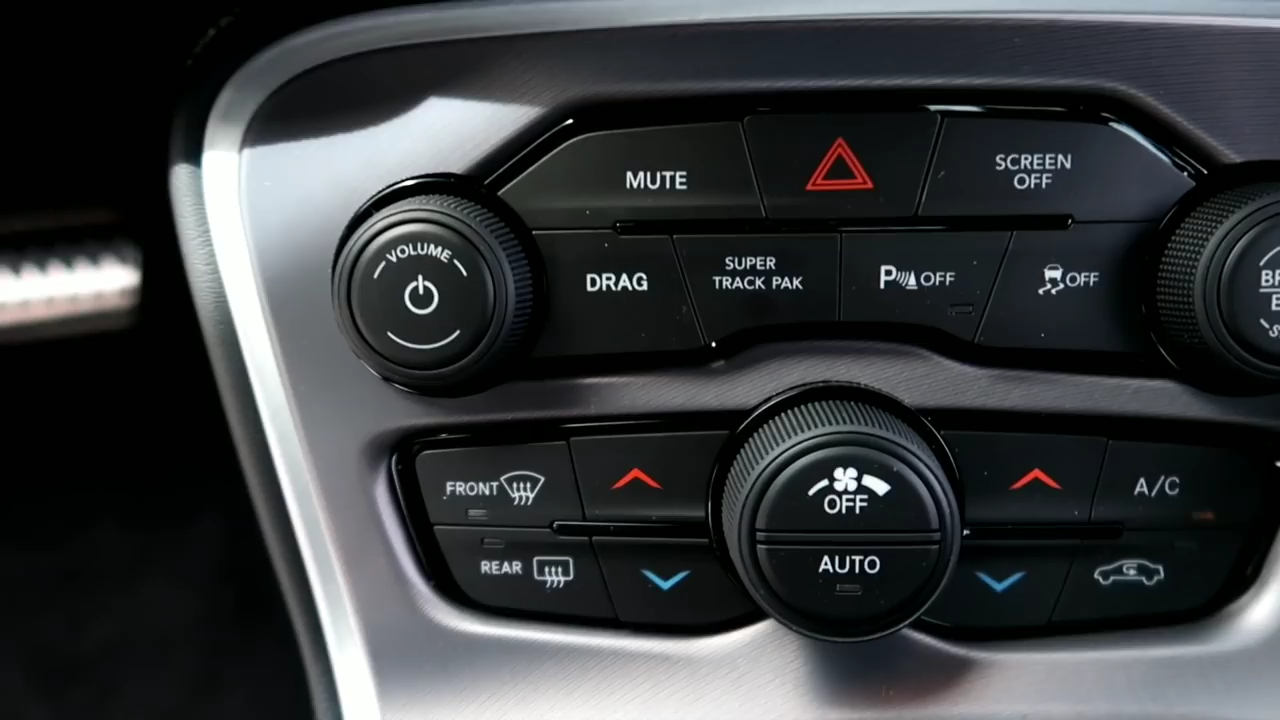 MUTE
SCREEN
OFF
VOLUME
DRAG
SUPER
TRACK PAK
P OFF
OFF
FRONT
OFF
A/C
REAR
AUTO